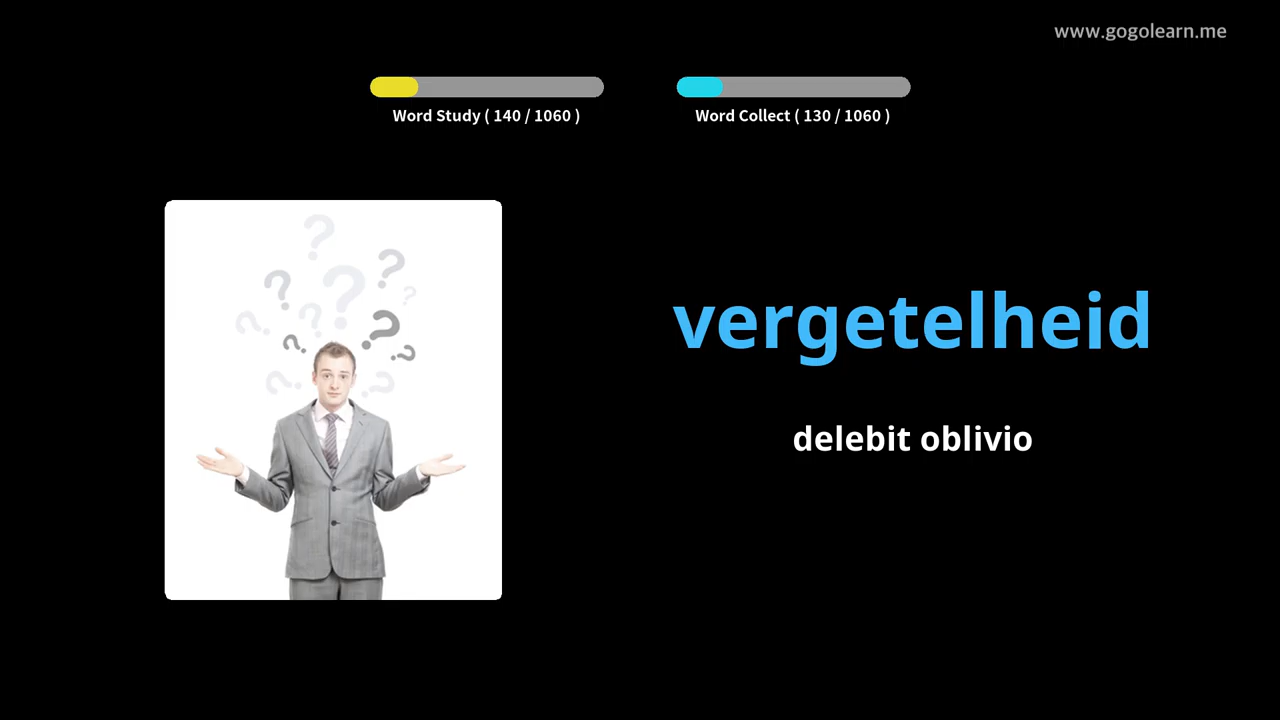 www.gogolearn.me
Word Study ( 140 / 1060 )
Word Collect ( 130 / 1060 )
vergetelheid
delebit oblivio